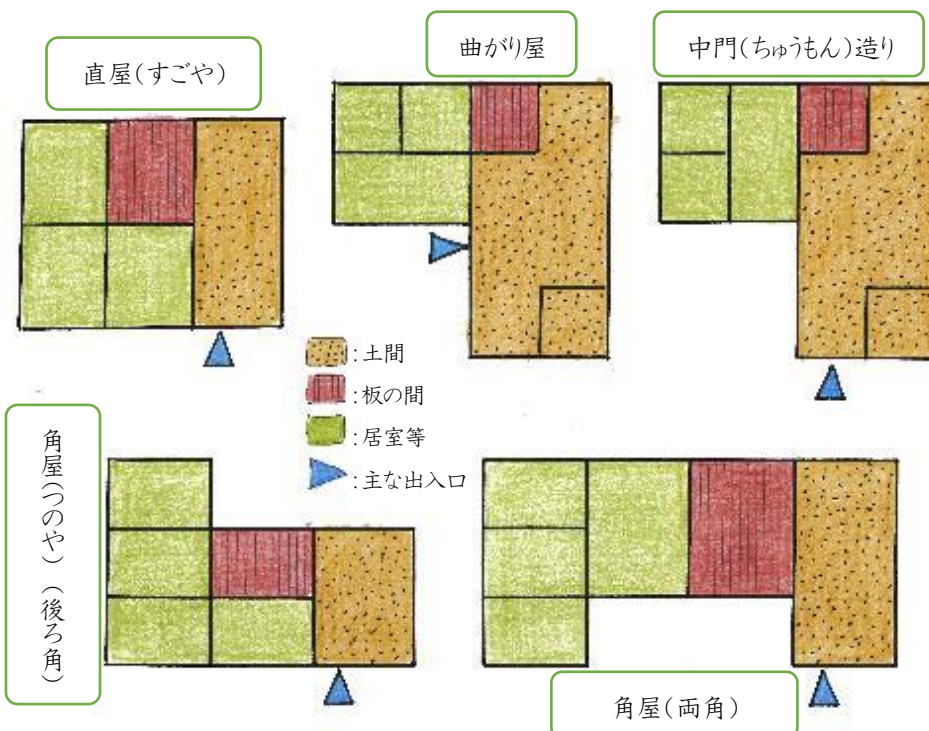 直屋(すごや)
曲がり屋
中門(ちゅうもん)造り
:土間
:板の間
:居室等
:主な出入口
角屋(つのや)(後ろ角)
角屋(両角)